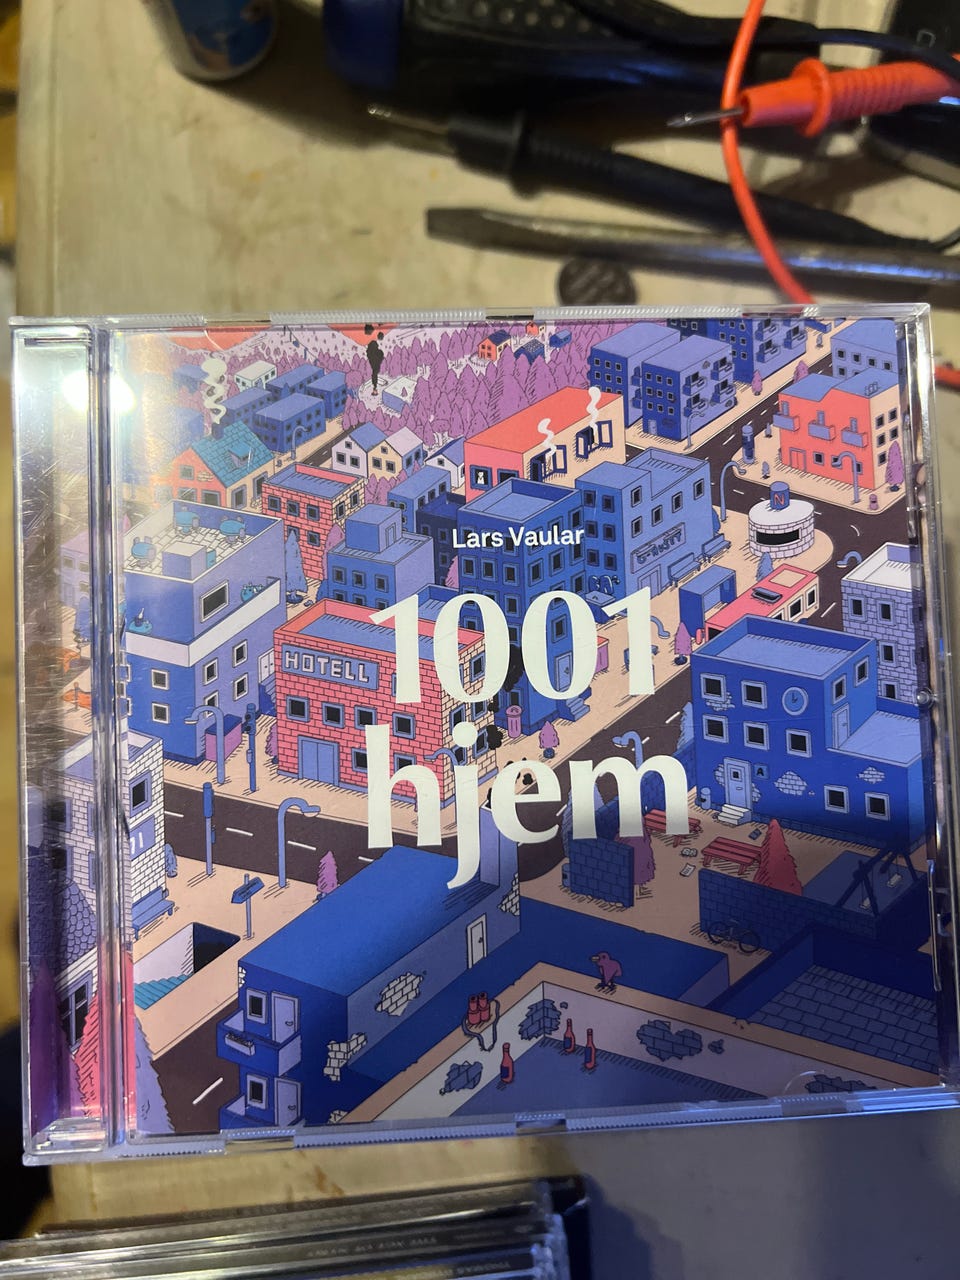 Lars Vaular
1001
hjem
HOTELL
N
A